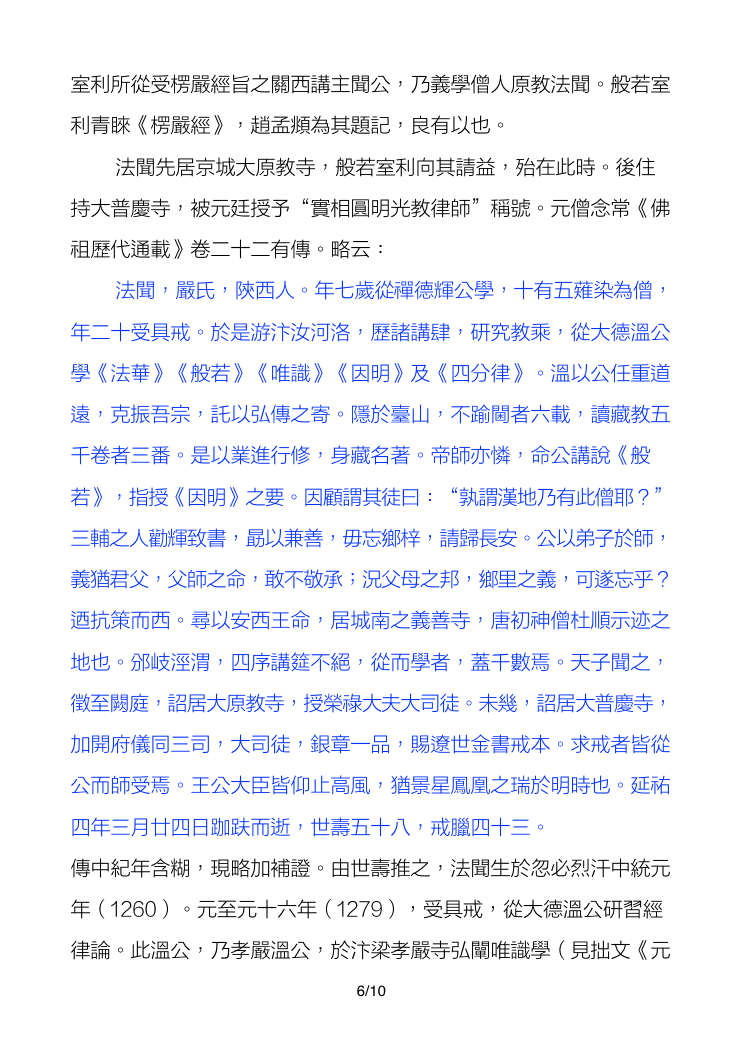 室利所從受楞嚴經旨之關西講主聞公，乃義學僧人原教法聞。般若室
利青睞《楞嚴經》，趙孟頫為其題記，良有以也。
法聞先居京城大原教寺，般若室利向其請益，殆在此時。後住
持大普慶寺，被元廷授予“實相圓明光教律師”稱號。元僧念常《佛
祖歷代通載》卷二十二有傳。略云：
法聞，嚴氏，陝西人。年七歲從禪德輝公學，十有五薙染為僧，
年二十受具戒。於是游汴汝河洛，歷諸講肆，研究教乘，從大德溫公
學《法華》《般若》《唯識》《因明》及《四分律》。溫以公任重道
遠，克振吾宗，託以弘傳之寄。隱於臺山，不踰閫者六載，讀藏教五
千卷者三番。是以業進行修，身藏名著。帝師亦憐，命公講說《般
若》，指授《因明》之要。因顧謂其徒曰：“孰謂漢地乃有此僧耶？”
三輔之人勸輝致書，勗以兼善，毋忘鄉梓，請歸長安。公以弟子於師，
義猶君父，父師之命，敢不敬承；況父母之邦，鄉里之義，可遂忘乎？
迺抗策而西。尋以安西王命，居城南之義善寺，唐初神僧杜順示迹之
地也。邠岐涇渭，四序講筵不絕，從而學者，蓋千數焉。天子聞之，
徵至闕庭，詔居大原教寺，授榮祿大夫大司徒。未幾，詔居大普慶寺，
加開府儀同三司，大司徒，銀章一品，賜遼世金書戒本。求戒者皆從
公而師受焉。王公大臣皆仰止高風，猶景星鳳凰之瑞於明時也。延祐
四年三月廿四日跏趺而逝，世壽五十八，戒臘四十三。
傳中紀年含糊，現略加補證。由世壽推之，法聞生於忽必烈汗中統元
年（1260）。元至元十六年（1279），受具戒，從大德溫公研習經
律論。此溫公，乃孝嚴溫公，於汴梁孝嚴寺弘闡唯識學（見拙文《元
6/10